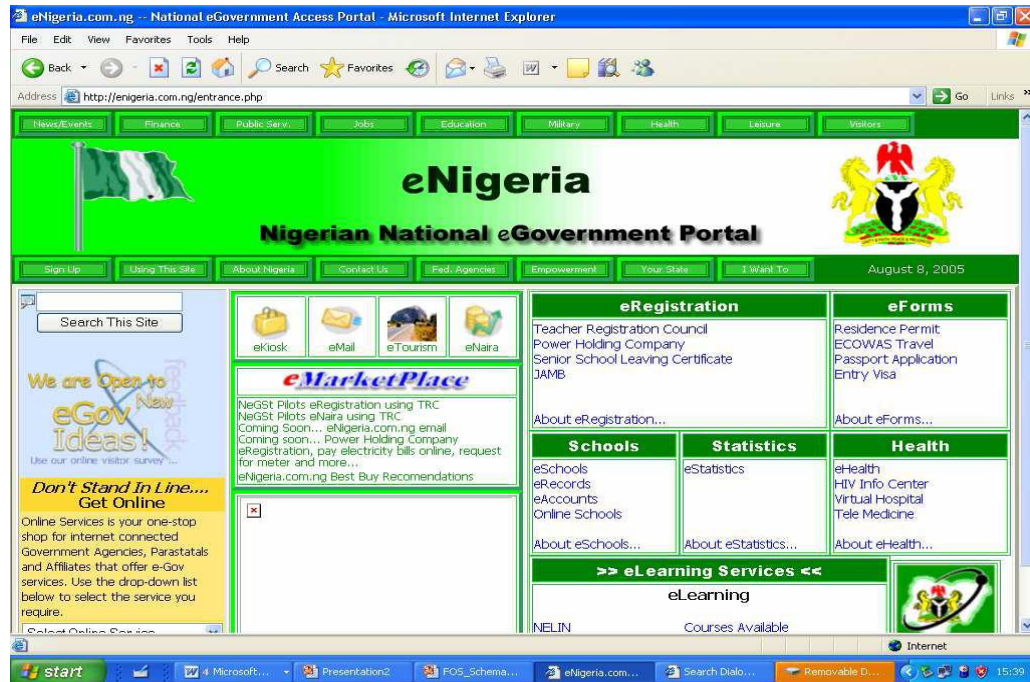 eNigeria.com.ng -- National eGovernment Access Portal - Microsoft Internet Explorer
File Edit View Favorites Tools Help
Back Search Favorites
Address http://enigeria.com.ng/entrance.php Go Links »
News/Events Finance Public Serv. Jobs Education Military Health Leisure Visitors
eNigeria
Nigerian National eGovernment Portal
Sign Up Using This Site About Nigeria Contact Us Fed. Agencies Empowerment Your State I Want To August 8, 2005
Search This Site
We are Open to
New
eGov
Ideas!
feedback
Use our online visitor survey...
Don't Stand In Line....
Get Online
Online Services is your one-stop
shop for internet connected
Government Agencies, Parastatals
and Affiliates that offer e-Gov
services. Use the drop-down list
below to select the service you
require.
Select Online Service
eKiosk eMail eTourism eNaira
eMarketPlace
NeGSt Pilots eRegistration using TRC
NeGSt Pilots eNaira using TRC
Coming Soon... eNigeria.com.ng email
Coming soon... Power Holding Company
eRegistration, pay electricity bills online, request
for meter and more...
eNigeria.com.ng Best Buy Recomendations
eRegistration
Teacher Registration Council
Power Holding Company
Senior School Leaving Certificate
JAMB
About eRegistration...
eForms
Residence Permit
ECOWAS Travel
Passport Application
Entry Visa
About eForms...
Schools
eSchools
eRecords
eAccounts
Online Schools
About eSchools...
Statistics
eStatistics
About eStatistics...
Health
eHealth
HIV Info Center
Virtual Hospital
Tele Medicine
About eHealth...
>> eLearning Services <<
eLearning
NELIN Courses Available
Internet
start 4 Microsoft... Presentation2 FOS_Schema... eNigeria.com... Search Dialo... Removable D... 15:39